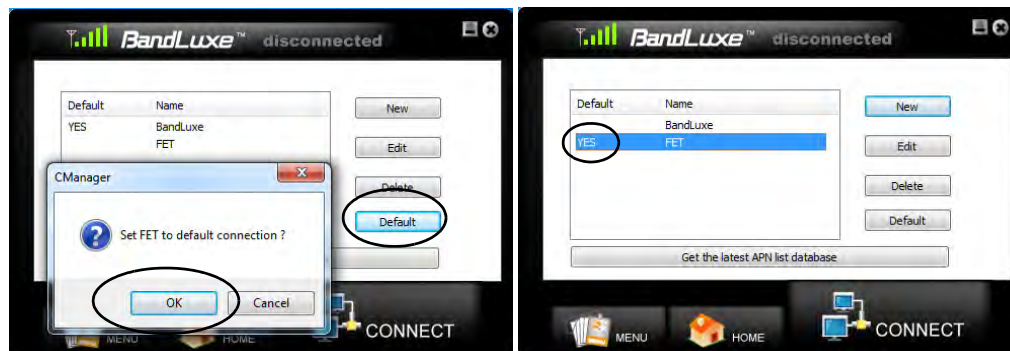 BandLuxe™ disconnected
Default Name
YES BandLuxe
FET
New
Edit
Delete
Default
CManager
Set FET to default connection ?
OK Cancel
MENU HOME CONNECT
BandLuxe™ disconnected
Default Name
BandLuxe
YES FET
New
Edit
Delete
Default
Get the latest APN list database
MENU HOME CONNECT